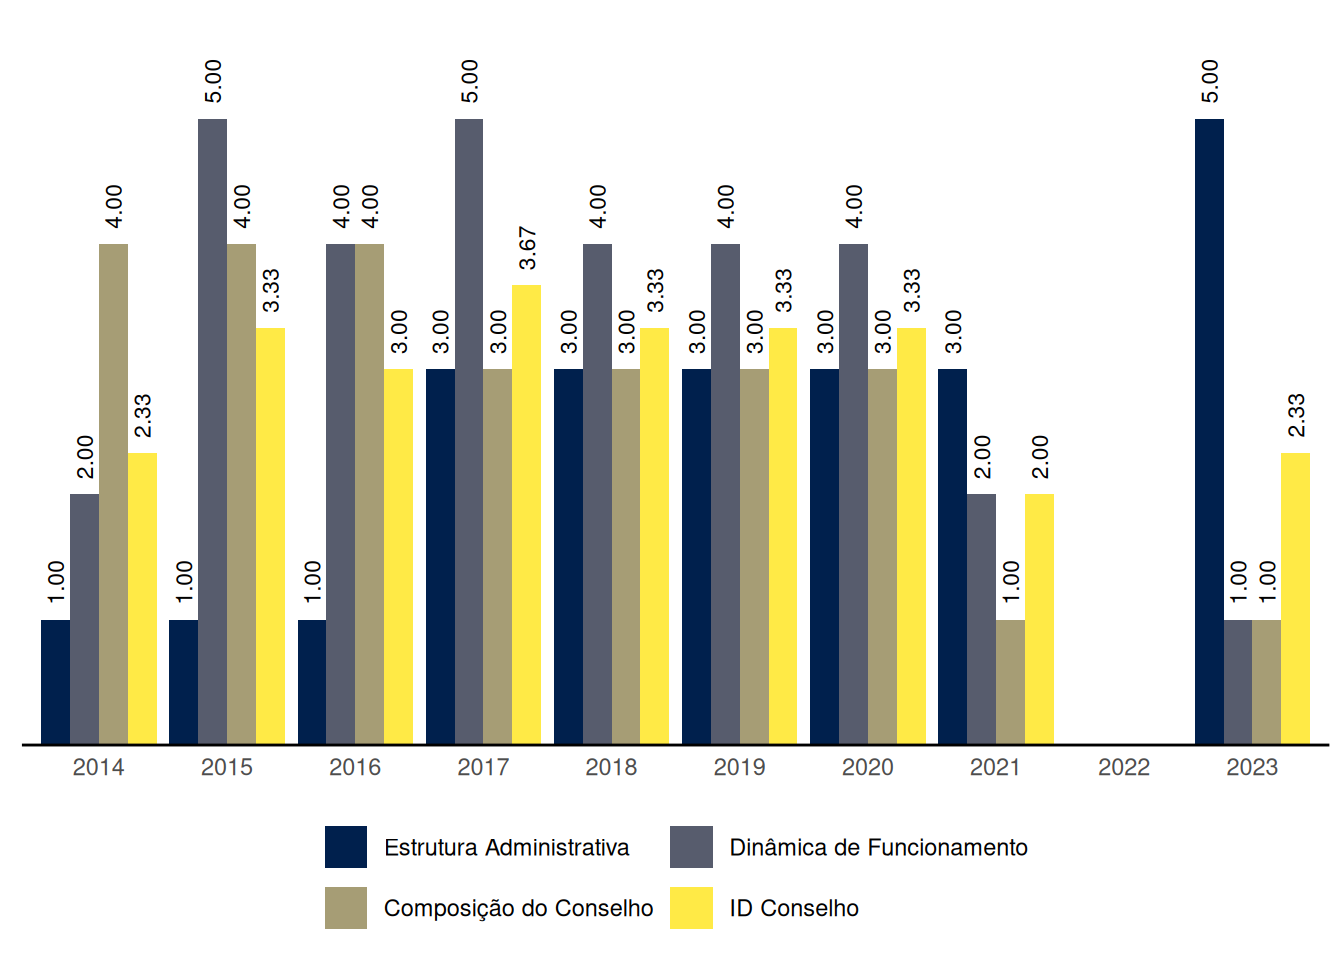 5.00 5.00 5.00
4.00 4.00 4.00 4.00 4.00 4.00 4.00
3.67
3.33 3.33 3.33 3.33
3.00 3.00 3.00 3.00 3.00 3.00 3.00 3.00 3.00 3.00
2.33 2.33
2.00 2.00 2.00
1.00 1.00 1.00 1.00 1.00 1.00
2014 2015 2016 2017 2018 2019 2020 2021 2022 2023
Estrutura Administrativa Dinâmica de Funcionamento
Composição do Conselho ID Conselho